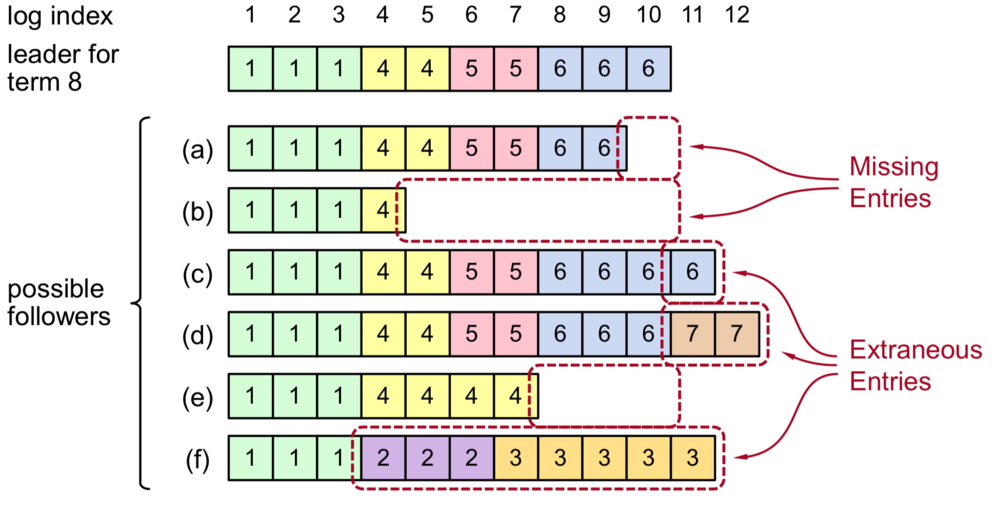 log index 1 2 3 4 5 6 7 8 9 10 11 12
leader for
term 8
1 1 1 4 4 5 5 6 6 6
(a) 1 1 1 4 4 5 5 6 6
Missing
Entries
(b) 1 1 1 4
(c) 1 1 1 4 4 5 5 6 6 6 6
possible
followers
(d) 1 1 1 4 4 5 5 6 6 6 7 7
Extraneous
Entries
(e) 1 1 1 4 4 4 4
(f) 1 1 1 2 2 2 3 3 3 3 3